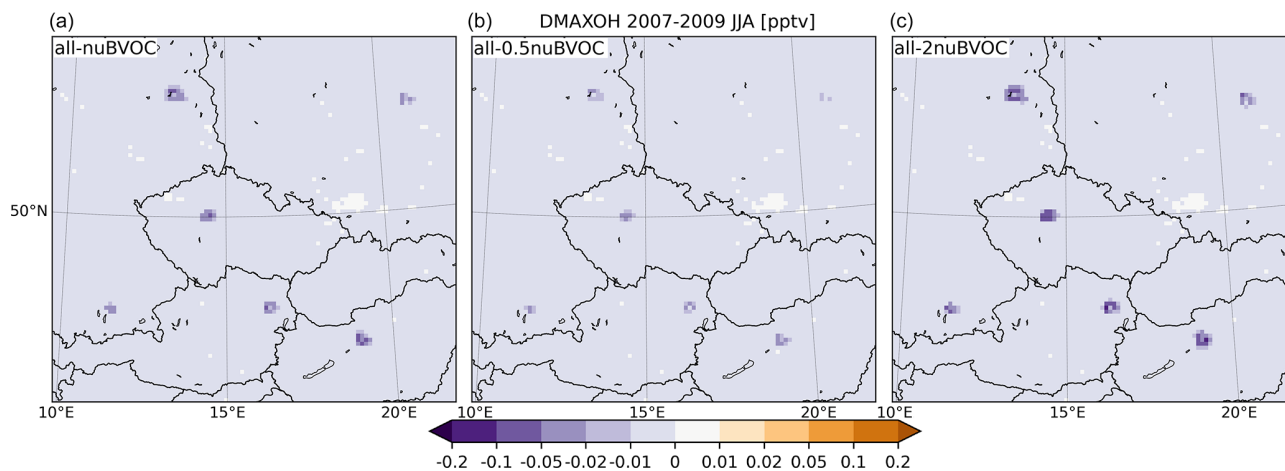 (a) (b) DMAXOH 2007-2009 JJA [pptv] (c)
all-nuBVOC all-0.5nuBVOC all-2nuBVOC
50°N
10°E 15°E 20°E 10°E 15°E 20°E 10°E 15°E 20°E
-0.2 -0.1 -0.05 -0.02 -0.01 0 0.01 0.02 0.05 0.1 0.2